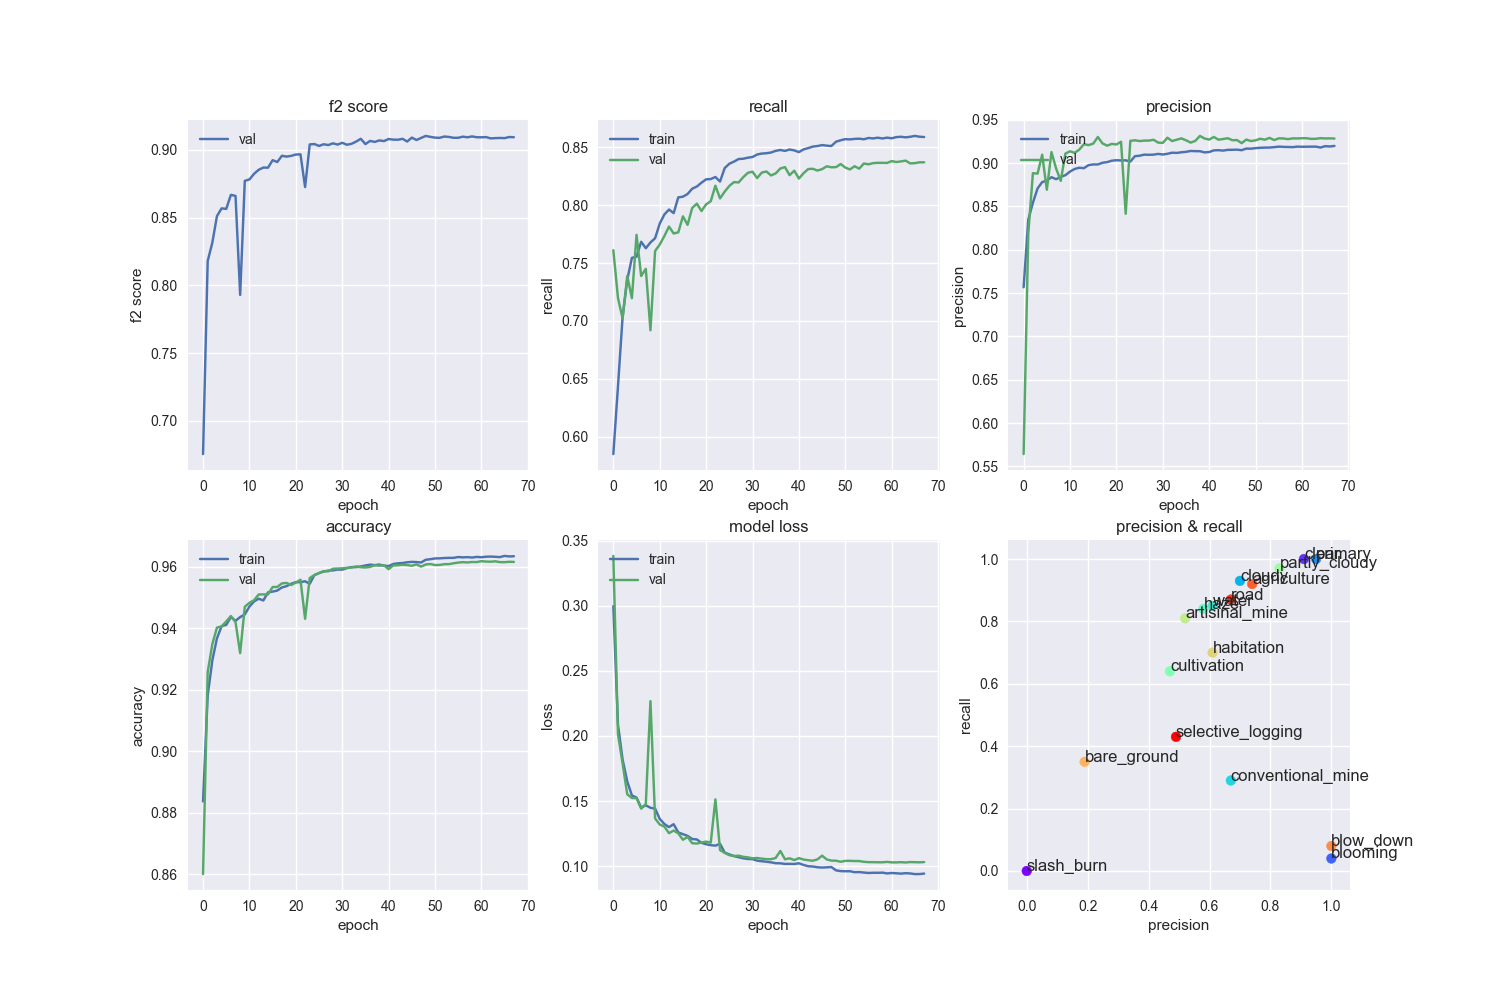 f2 score
val
0.90
0.85
0.80
0.75
0.70
f2 score
0 10 20 30 40 50 60 70
epoch
recall
train
val
0.85
0.80
0.75
0.70
0.65
0.60
recall
0 10 20 30 40 50 60 70
epoch
precision
train
val
0.95
0.90
0.85
0.80
0.75
0.70
0.65
0.60
0.55
precision
0 10 20 30 40 50 60 70
epoch
accuracy
train
val
0.96
0.94
0.92
0.90
0.88
0.86
accuracy
0 10 20 30 40 50 60 70
epoch
model loss
train
val
0.35
0.30
0.25
0.20
0.15
0.10
loss
0 10 20 30 40 50 60 70
epoch
precision & recall
1.0
0.8
0.6
0.4
0.2
0.0
recall
clear
primary
partly_cloudy
cloudy
agriculture
road
haze
water
artisinal_mine
habitation
cultivation
selective_logging
bare_ground
conventional_mine
blow_down
blooming
slash_burn
0.0 0.2 0.4 0.6 0.8 1.0
precision